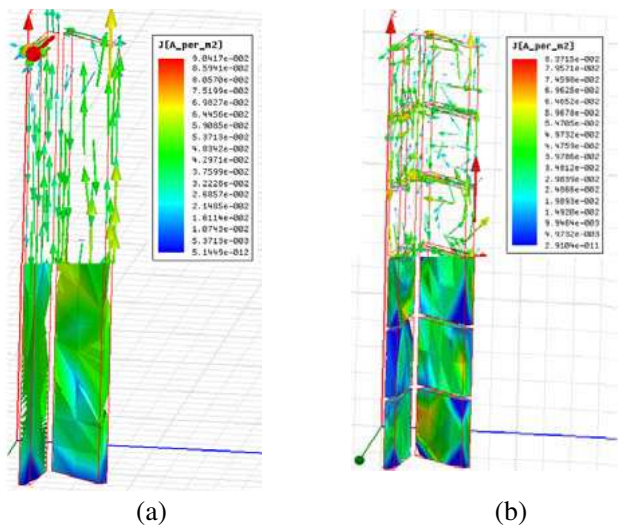 J[A_per_m2]
9.0417e-002
8.5941e-002
8.0570e-002
7.5199e-002
6.9827e-002
6.4456e-002
5.9085e-002
5.3713e-002
4.8342e-002
4.2971e-002
3.7599e-002
3.2228e-002
2.6857e-002
2.1485e-002
1.6114e-002
1.0743e-002
5.3713e-003
5.1449e-012
J[A_per_m2]
8.3715e-002
7.9571e-002
7.4598e-002
6.9625e-002
6.4652e-002
5.9678e-002
5.4705e-002
4.9732e-002
4.4759e-002
3.9786e-002
3.4812e-002
2.9839e-002
2.4866e-002
1.9893e-002
1.4920e-002
9.9464e-003
4.9732e-003
2.9104e-011
(a)
(b)